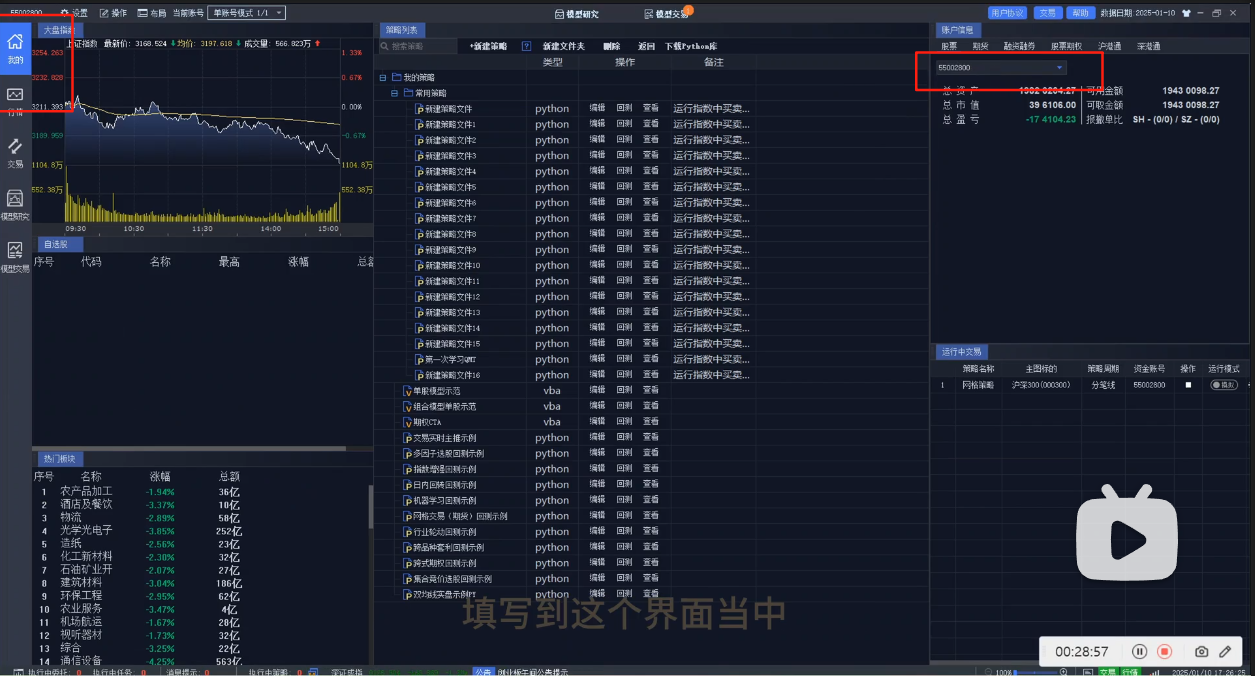 55002800 设置 操作 布局 当前账号 单账号模式 1/1 模型研究 模型交易 1 用户协议 交易 帮助 数据日期 2025-01-10
我的
行情
交易
模型研究
模型交易
大盘指数
上证指数 最新价: 3168.524 均价: 3197.618 成交量: 566.823万
3254.263 1.33%
3232.828 0.67%
3211.393 0.00%
3189.959 -0.67%
1104.8万 1104.8万
552.38万 552.38万
09:30 10:30 11:30 14:00 15:00
自选股
序号 代码 名称 最高 涨幅
热门板块
序号 名称 涨幅 总额
1 农产品加工 -1.94% 36亿
2 酒店及餐饮 -3.37% 10亿
3 物流 -2.89% 58亿
4 光学光电子 -3.85% 252亿
5 造纸 -2.56% 23亿
6 化工新材料 -2.30% 32亿
7 石油矿业开 -2.07% 27亿
8 建筑材料 -3.04% 186亿
9 环保工程 -2.95% 62亿
10 农业服务 -3.47% 4亿
11 机场航运 -1.67% 28亿
12 视听器材 -1.73% 32亿
13 综合 -3.25% 22亿
14 通信设备 -4.25% 563亿
策略列表
搜索策略 +新建策略 ? 新建文件夹 删除 返回 下载Python库
类型 操作 备注
我的策略
常用策略
新建策略文件 python 编辑 回测 查看 运行指数中买卖...
新建策略文件1 python 编辑 回测 查看 运行指数中买卖...
新建策略文件2 python 编辑 回测 查看 运行指数中买卖...
新建策略文件3 python 编辑 回测 查看 运行指数中买卖...
新建策略文件4 python 编辑 回测 查看 运行指数中买卖...
新建策略文件5 python 编辑 回测 查看 运行指数中买卖...
新建策略文件6 python 编辑 回测 查看 运行指数中买卖...
新建策略文件7 python 编辑 回测 查看 运行指数中买卖...
新建策略文件8 python 编辑 回测 查看 运行指数中买卖...
新建策略文件9 python 编辑 回测 查看 运行指数中买卖...
新建策略文件10 python 编辑 回测 查看 运行指数中买卖...
新建策略文件11 python 编辑 回测 查看 运行指数中买卖...
新建策略文件12 python 编辑 回测 查看 运行指数中买卖...
新建策略文件13 python 编辑 回测 查看 运行指数中买卖...
新建策略文件14 python 编辑 回测 查看 运行指数中买卖...
新建策略文件15 python 编辑 回测 查看 运行指数中买卖...
第一次学习QMT python 编辑 回测 查看 运行指数中买卖...
新建策略文件16 python 编辑 回测 查看 运行指数中买卖...
单股模型示范 vba 编辑 回测 查看
组合模型单股示范 vba 编辑 回测 查看
期权CTA vba 编辑 回测 查看
交易实时主推示例 python 编辑 回测 查看
多因子选股回测示例 python 编辑 回测 查看
指数增强回测示例 python 编辑 回测 查看
日内回转回测示例 python 编辑 回测 查看
机器学习回测示例 python 编辑 回测 查看
网格交易(期货)回测示例 python 编辑 回测 查看
行业轮动回测示例 python 编辑 回测 查看
跨品种套利回测示例 python 编辑 回测 查看
跨式期权回测示例 python 编辑 回测 查看
集合竞价选股回测示例 python 编辑 回测 查看
双均线实盘示例PT python 编辑 回测 查看
填写到这个界面当中
账户信息
股票 期货 融资融券 股票期权 沪港通 深港通
55002800
总资产 1982 6204.27 可用金额 1943 0098.27
总市值 39 6106.00 可取金额 1943 0098.27
总盈亏 -17 4104.23 报撤单比 SH - (0/0) / SZ - (0/0)
运行中交易
策略名称 主图标的 策略周期 资金账号 操作 运行模式
1 网格策略 沪深300(000300) 分笔线 55002800 模拟
00:28:57
执行中委托: 0 执行中任务: 0 消息提示: 0 执行中策略: 0 深证成指 公告 创业板午间公告提示 100% 交易 行情 2025/01/10 17:26:25